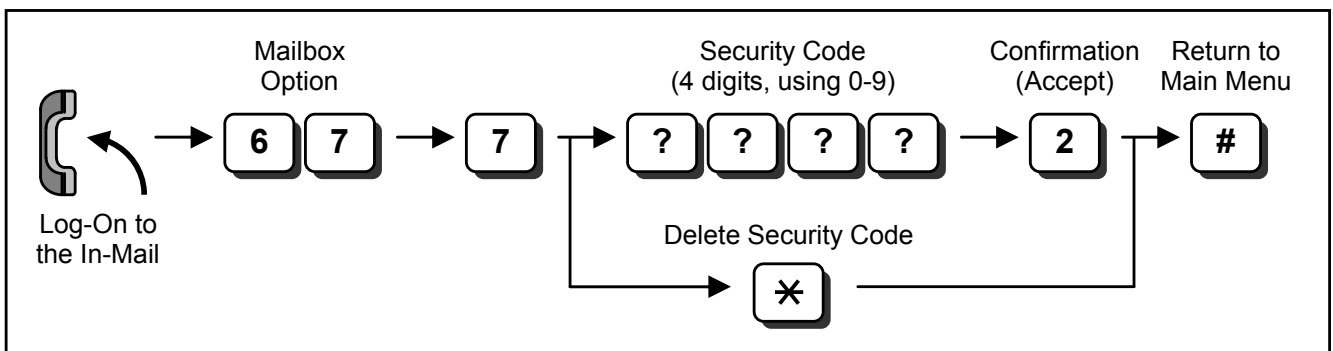 Mailbox
Option
Security Code
(4 digits, using 0-9)
Confirmation
(Accept)
Return to
Main Menu
6 7 7 ? ? ? ? 2 #
Log-On to
the In-Mail
Delete Security Code
*